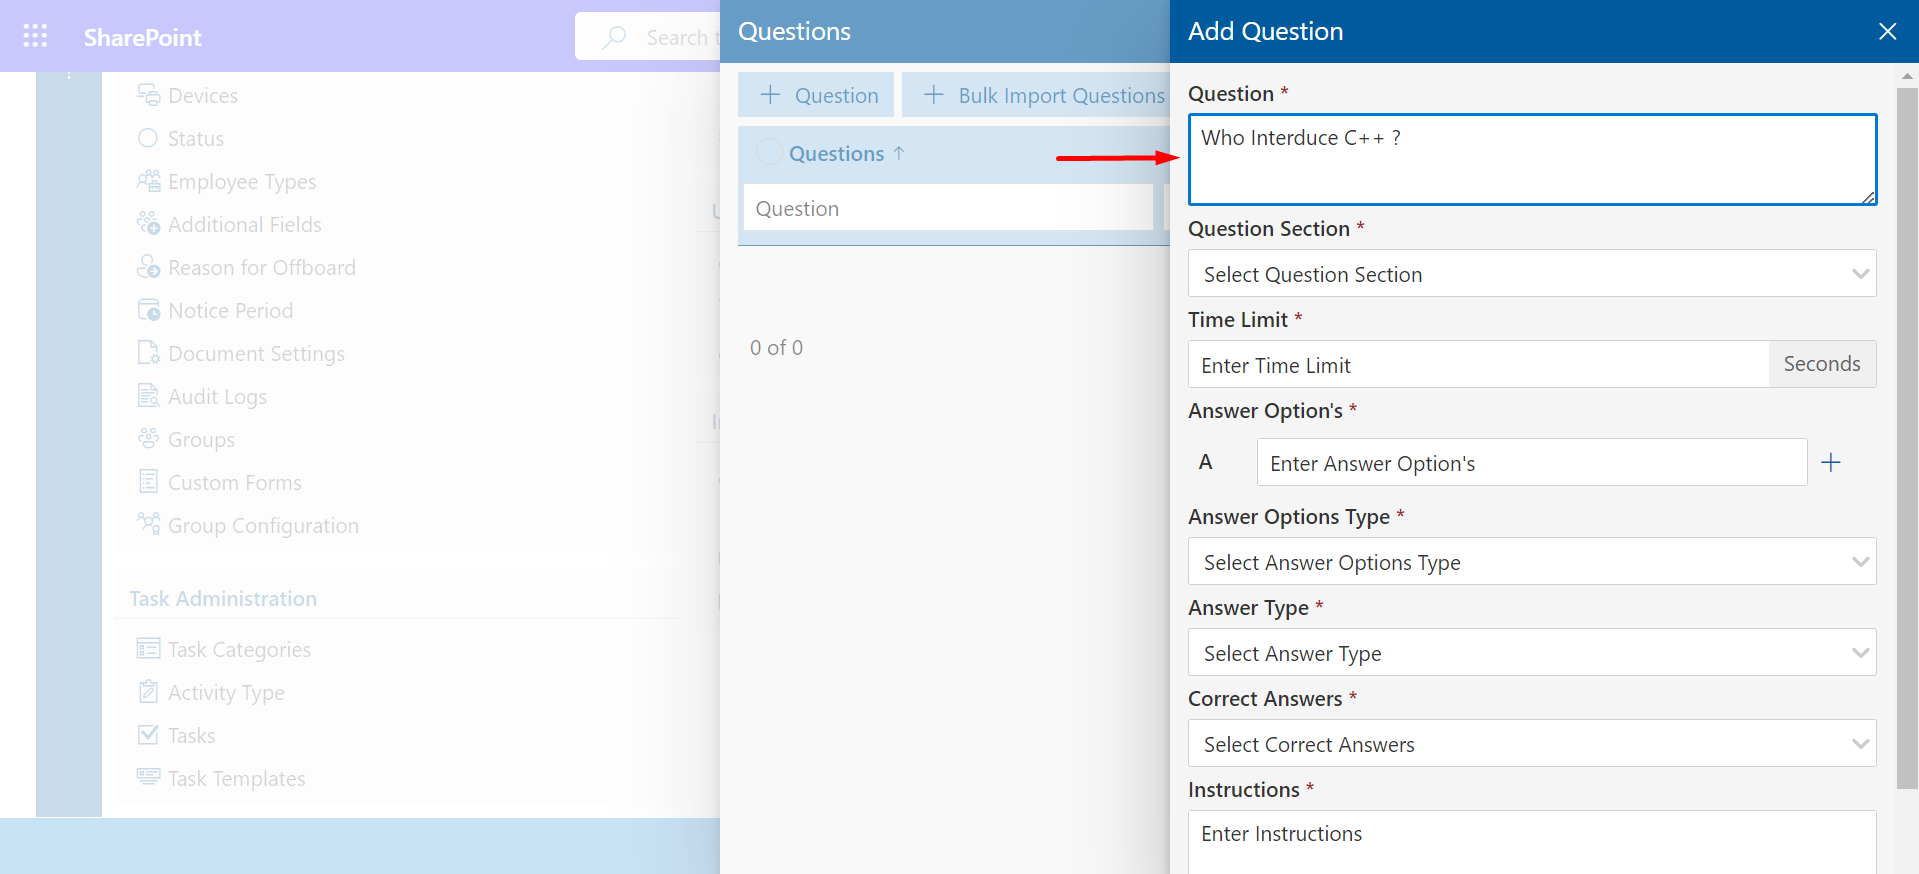 SharePoint
Search t
Devices
Status
Employee Types
Additional Fields
Reason for Offboard
Notice Period
Document Settings
Audit Logs
Groups
Custom Forms
Group Configuration
Task Administration
Task Categories
Activity Type
Tasks
Task Templates
Questions
Question
Bulk Import Questions
Questions ↑
Question
0 of 0
Add Question
Question *
Who Interduce C++ ?
Question Section *
Select Question Section
Time Limit *
Enter Time Limit
Seconds
Answer Option's *
A
Enter Answer Option's
Answer Options Type *
Select Answer Options Type
Answer Type *
Select Answer Type
Correct Answers *
Select Correct Answers
Instructions *
Enter Instructions